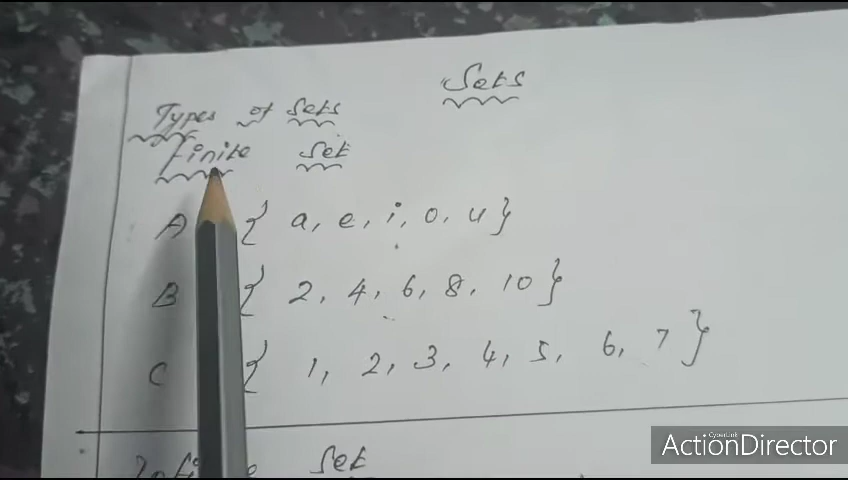 Sets
Types of Sets
Finite Set
A { a, e, i, o, u }
B { 2, 4, 6, 8, 10 }
C { 1, 2, 3, 4, 5, 6, 7 }
Set
CyberLink
ActionDirector